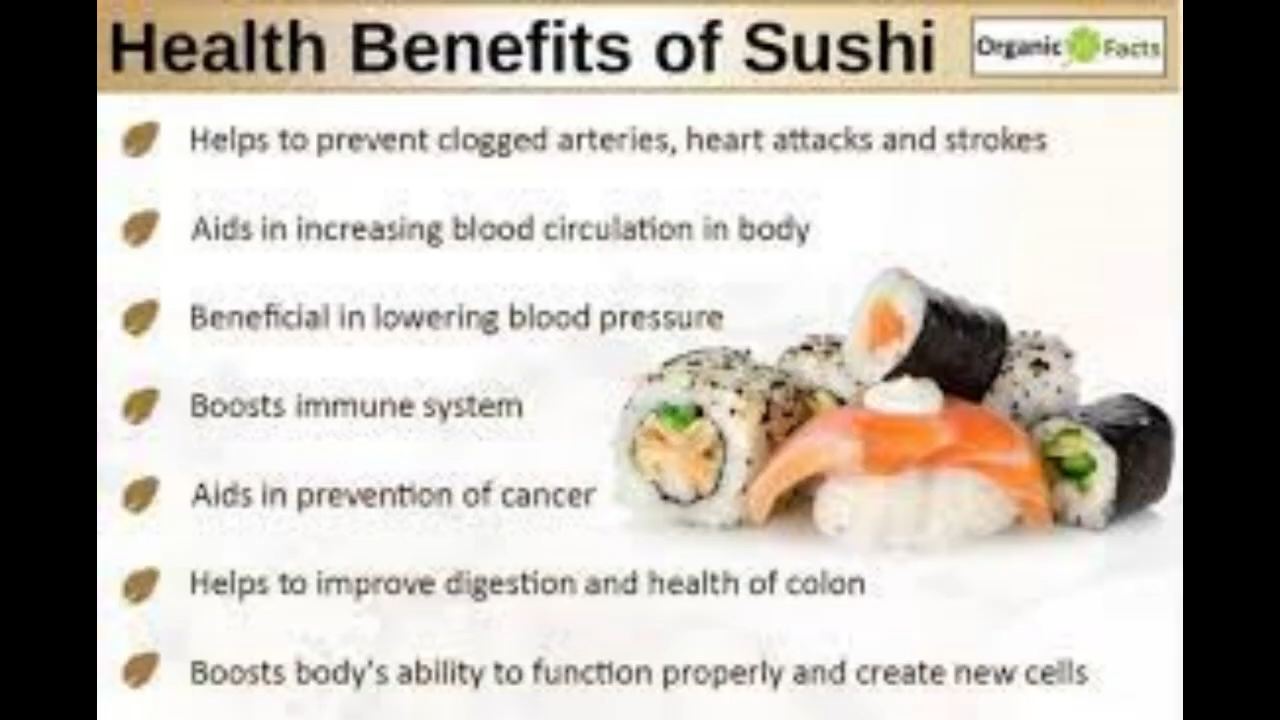 Health Benefits of Sushi
Organic Facts
Helps to prevent clogged arteries, heart attacks and strokes
Aids in increasing blood circulation in body
Beneficial in lowering blood pressure
Boosts immune system
Aids in prevention of cancer
Helps to improve digestion and health of colon
Boosts body's ability to function properly and create new cells